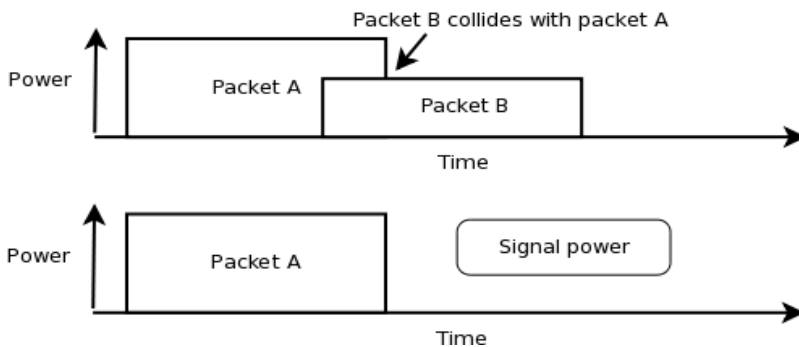 Packet B collides with packet A
Power
Packet A
Packet B
Time
Power
Packet A
Signal power
Time